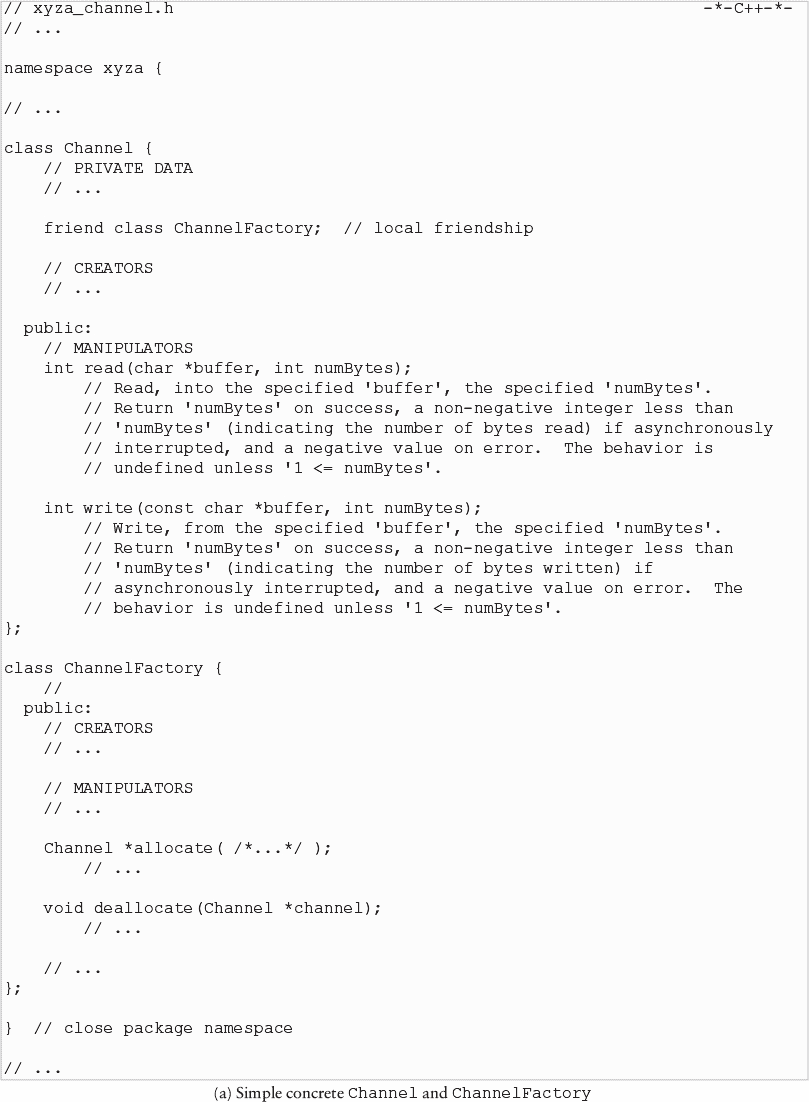 // xyza_channel.h                                                     -*-C++-*-
// ...

namespace xyza {

// ...

class Channel {
    // PRIVATE DATA
    // ...

    friend class ChannelFactory;  // local friendship

    // CREATORS
    // ...

  public:
    // MANIPULATORS
    int read(char *buffer, int numBytes);
        // Read, into the specified 'buffer', the specified 'numBytes'.
        // Return 'numBytes' on success, a non-negative integer less than
        // 'numBytes' (indicating the number of bytes read) if asynchronously
        // interrupted, and a negative value on error.  The behavior is
        // undefined unless '1 <= numBytes'.

    int write(const char *buffer, int numBytes);
        // Write, from the specified 'buffer', the specified 'numBytes'.
        // Return 'numBytes' on success, a non-negative integer less than
        // 'numBytes' (indicating the number of bytes written) if
        // asynchronously interrupted, and a negative value on error.  The
        // behavior is undefined unless '1 <= numBytes'.
};

class ChannelFactory {
    //
  public:
    // CREATORS
    // ...

    // MANIPULATORS
    // ...

    Channel *allocate( /*...*/ );
        // ...

    void deallocate(Channel *channel);
        // ...

    // ...
};

}  // close package namespace

// ...
(a) Simple concrete Channel and ChannelFactory